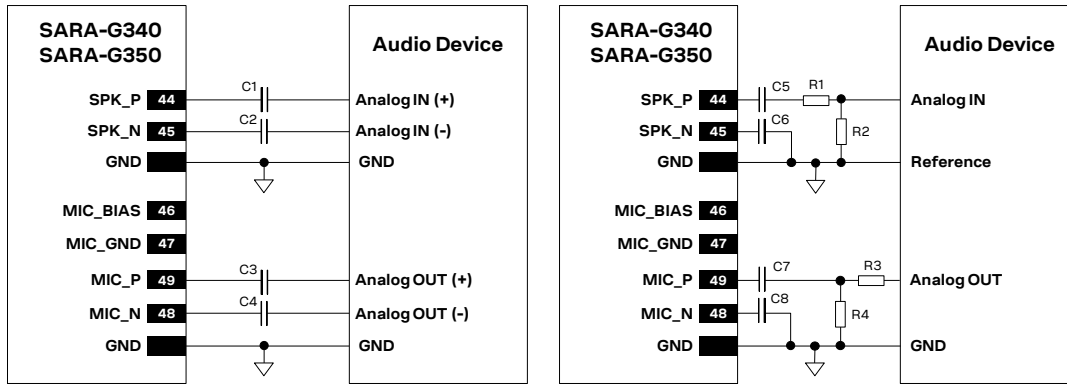 SARA-G340
SARA-G350
Audio Device
SPK_P 44 C1 Analog IN (+)
SPK_N 45 C2 Analog IN (-)
GND GND
MIC_BIAS 46
MIC_GND 47
MIC_P 49 C3 Analog OUT (+)
MIC_N 48 C4 Analog OUT (-)
GND GND
SARA-G340
SARA-G350
Audio Device
SPK_P 44 C5 R1 Analog IN
SPK_N 45 C6 R2
GND Reference
MIC_BIAS 46
MIC_GND 47
MIC_P 49 C7 R3 Analog OUT
MIC_N 48 C8 R4
GND GND